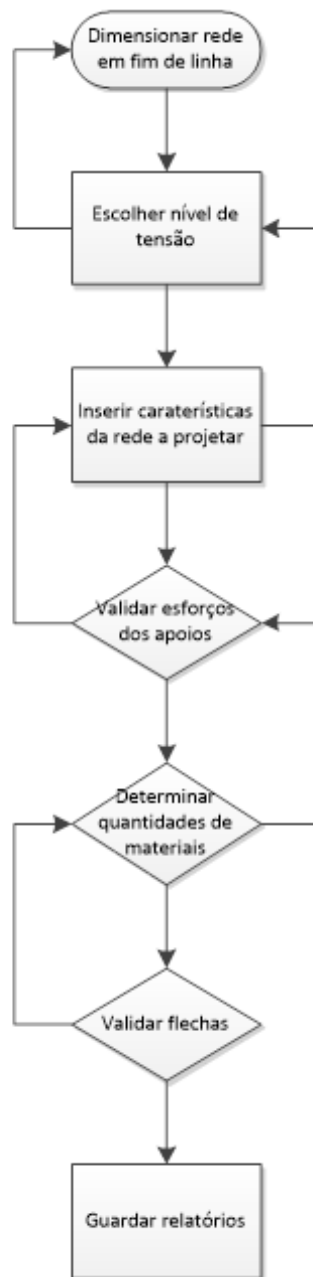 Dimensionar rede
em fim de linha
Escolher nível de
tensão
Inserir caraterísticas
da rede a projetar
Validar esforços
dos apoios
Determinar
quantidades de
materiais
Validar flechas
Guardar relatórios